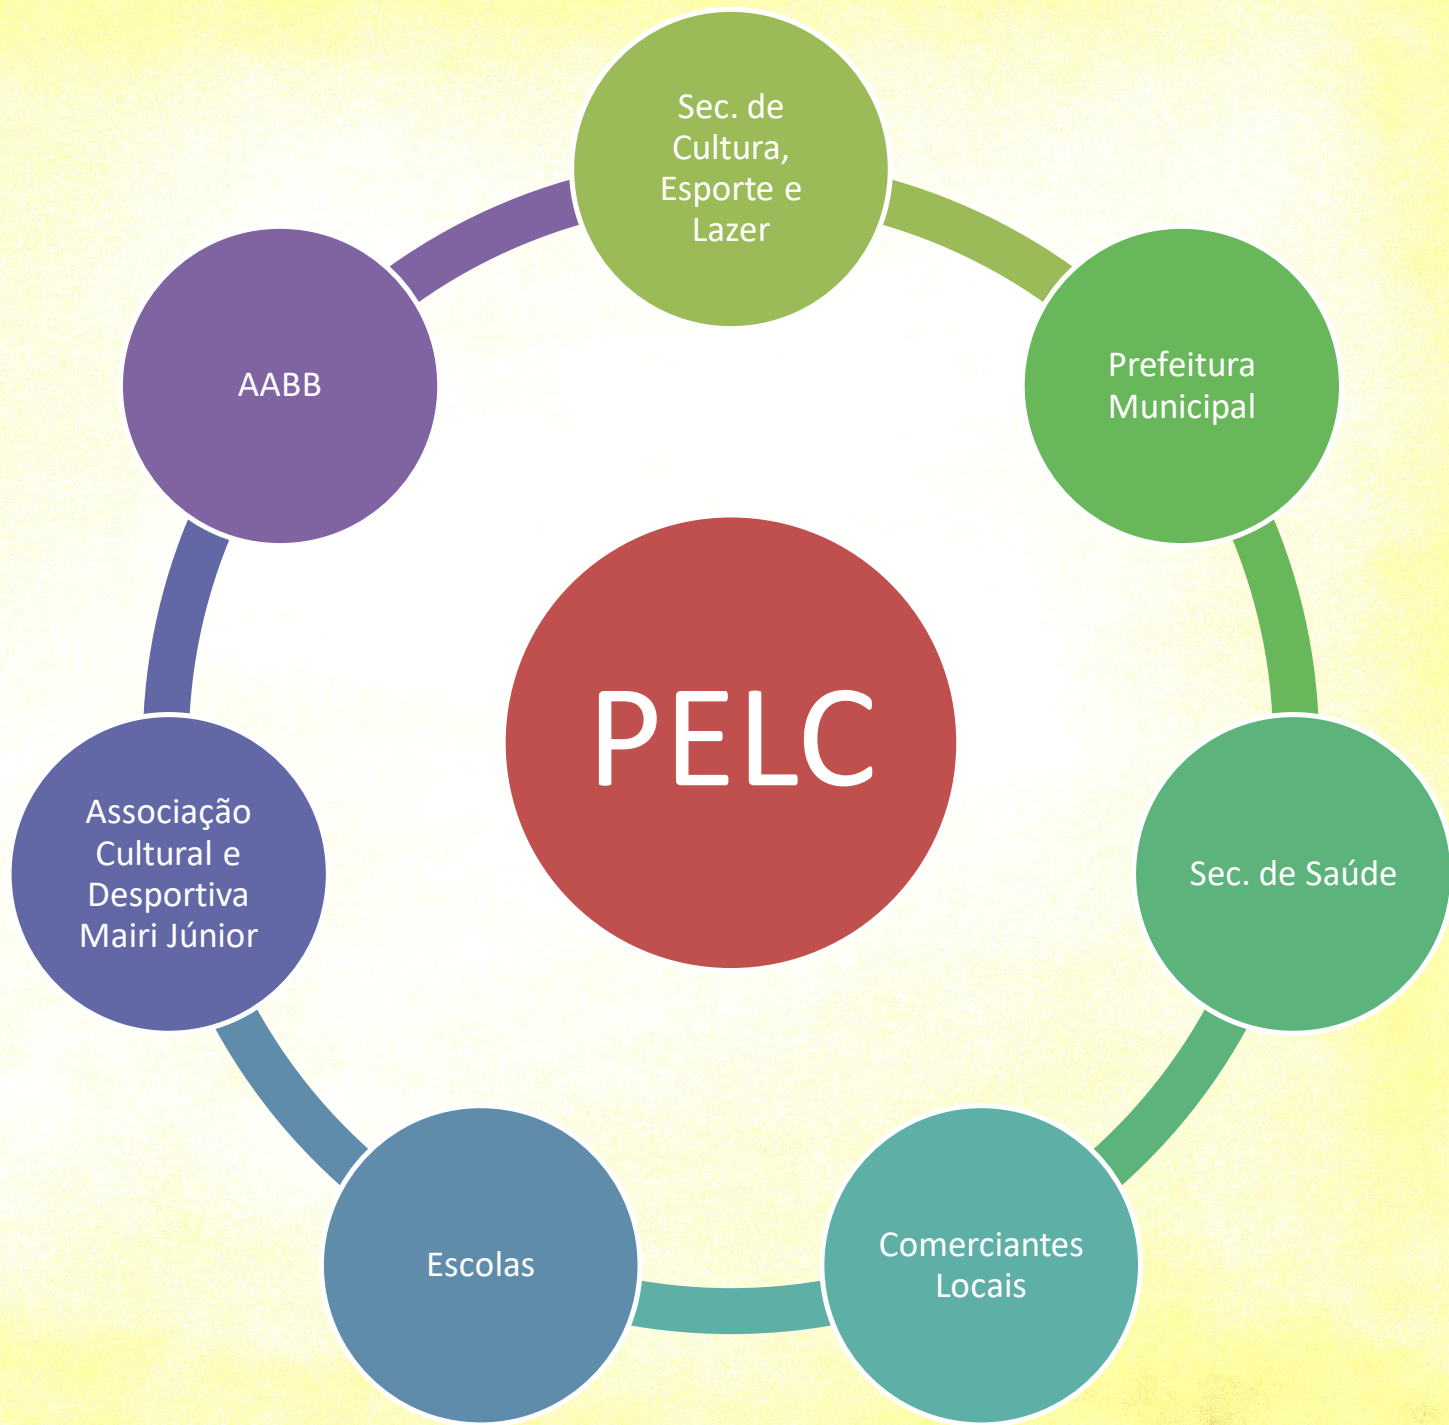 Sec. de
Cultura,
Esporte e
Lazer
Prefeitura
Municipal
Sec. de Saúde
Comerciantes
Locais
Escolas
Associação
Cultural e
Desportiva
Mairi Júnior
AABB
PELC